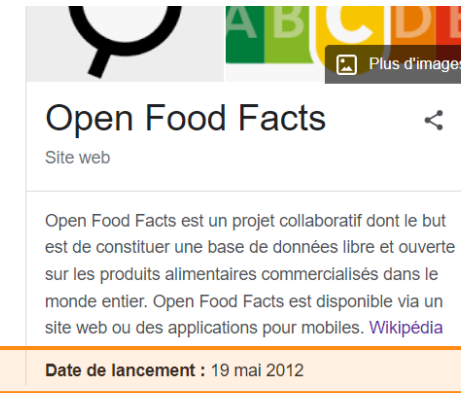 A B C D E
Plus d'images
Open Food Facts
Site web
Open Food Facts est un projet collaboratif dont le but
est de constituer une base de données libre et ouverte
sur les produits alimentaires commercialisés dans le
monde entier. Open Food Facts est disponible via un
site web ou des applications pour mobiles. Wikipédia
Date de lancement : 19 mai 2012